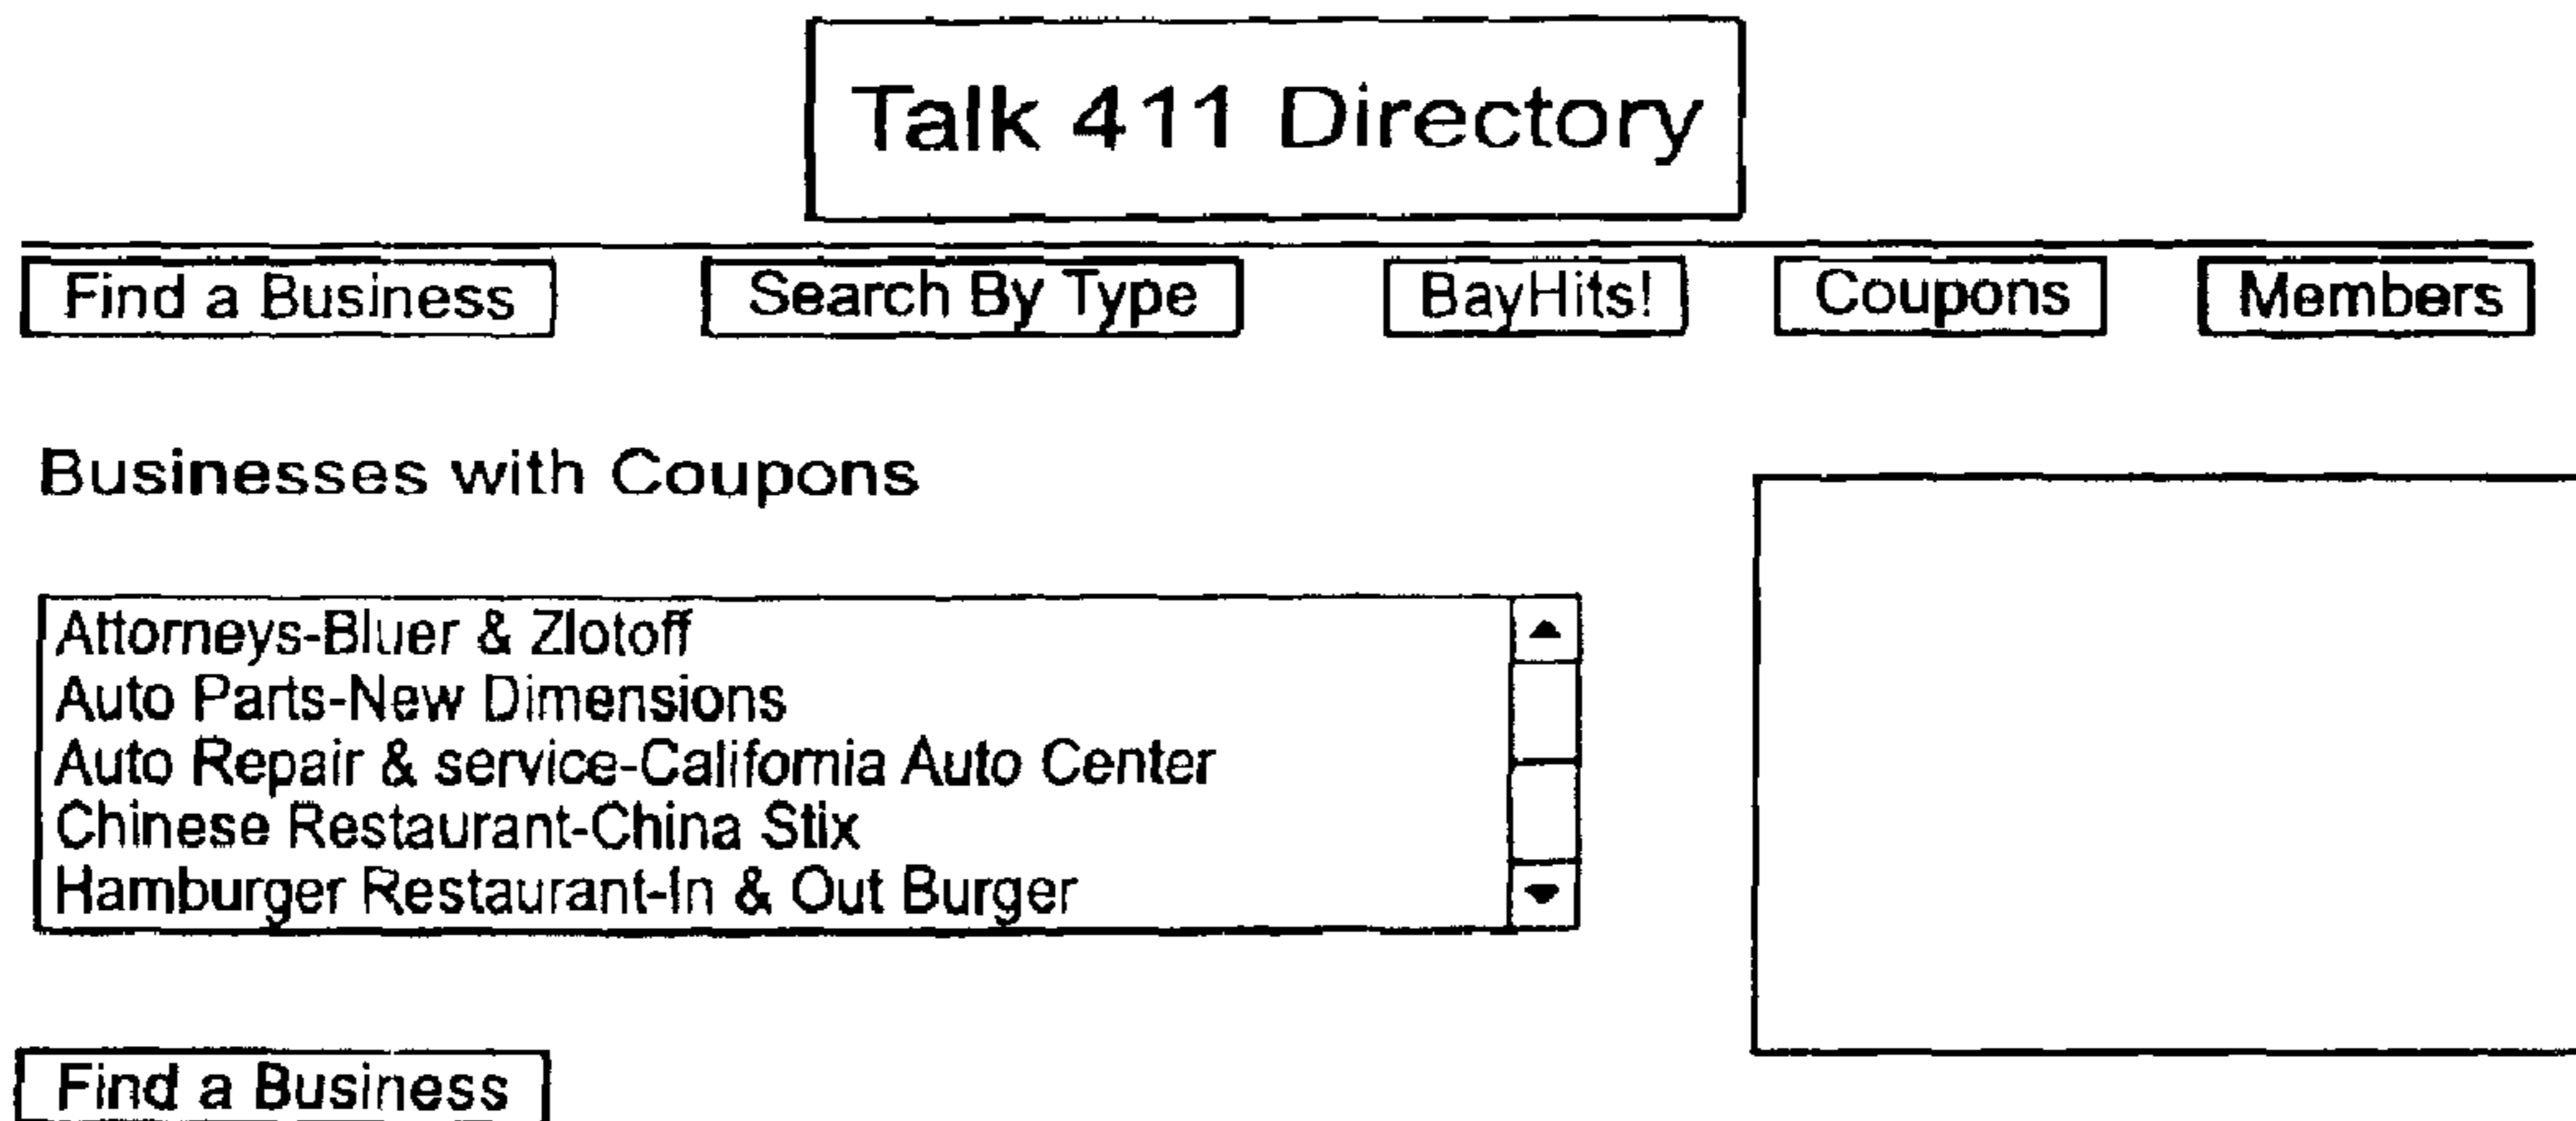 Talk 411 Directory
Find a Business Search By Type BayHits! Coupons Members
Businesses with Coupons
Attorneys-Bluer & Zlotoff
Auto Parts-New Dimensions
Auto Repair & service-California Auto Center
Chinese Restaurant-China Stix
Hamburger Restaurant-In & Out Burger
Find a Business